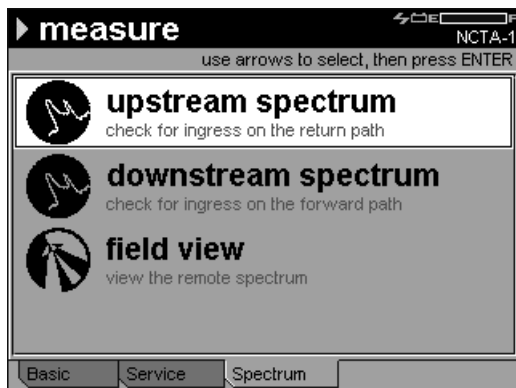 measure
E F
NCTA-1
use arrows to select, then press ENTER
upstream spectrum
check for ingress on the return path
downstream spectrum
check for ingress on the forward path
field view
view the remote spectrum
Basic Service Spectrum